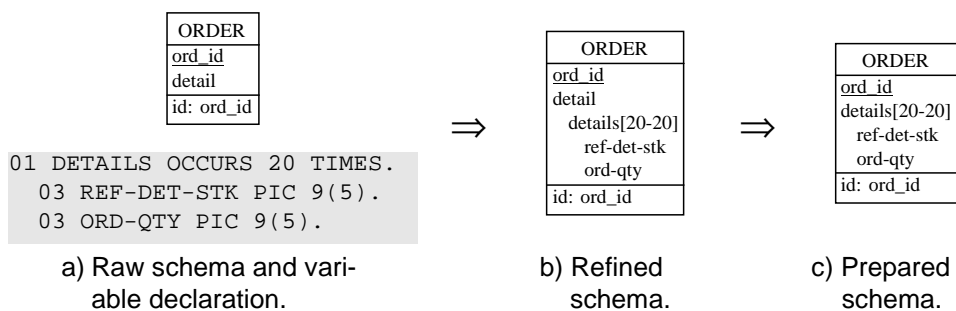 ORDER
ord_id
detail
id: ord_id
01 DETAILS OCCURS 20 TIMES.
03 REF-DET-STK PIC 9(5).
03 ORD-QTY PIC 9(5).
a) Raw schema and vari-
able declaration.
⇒
ORDER
ord_id
detail
details[20-20]
ref-det-stk
ord-qty
id: ord_id
b) Refined
schema.
⇒
ORDER
ord_id
details[20-20]
ref-det-stk
ord-qty
id: ord_id
c) Prepared
schema.